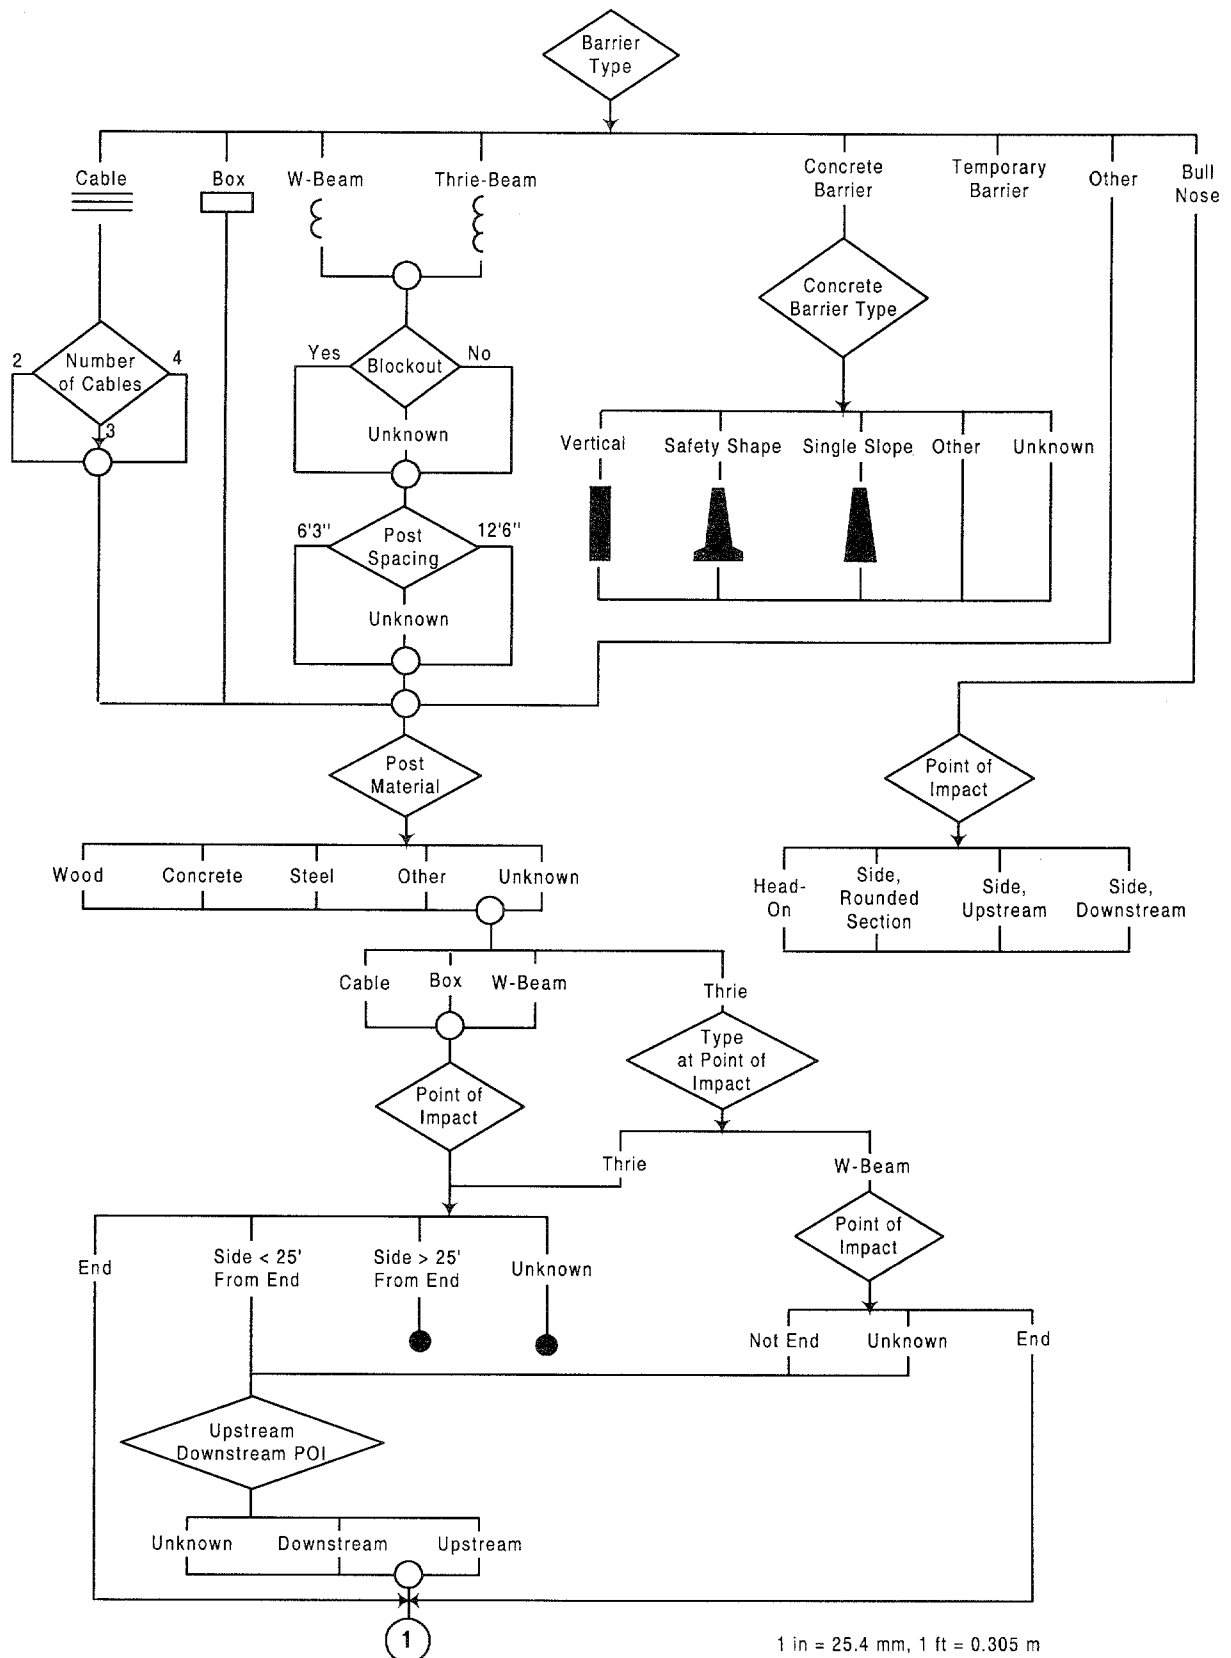 Barrier
Type
Cable
Box
W-Beam
Thrie-Beam
Concrete
Barrier
Temporary
Barrier
Other
Bull
Nose
Concrete
Barrier Type
2
Number
of Cables
4
3
Yes
Blockout
No
Unknown
Vertical
Safety Shape
Single Slope
Other
Unknown
6'3"
Post
Spacing
12'6"
Unknown
Post
Material
Point of
Impact
Wood
Concrete
Steel
Other
Unknown
Head-
On
Side,
Rounded
Section
Side,
Upstream
Side,
Downstream
Cable
Box
W-Beam
Thrie
Type
at Point of
Impact
Point of
Impact
Thrie
W-Beam
Point of
Impact
End
Side < 25'
From End
Side > 25'
From End
Unknown
Not End
Unknown
End
Upstream
Downstream POI
Unknown
Downstream
Upstream
1
1 in = 25.4 mm, 1 ft = 0.305 m